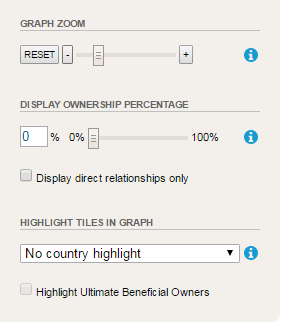 GRAPH ZOOM
RESET - +
DISPLAY OWNERSHIP PERCENTAGE
0 % 0% 100%
Display direct relationships only
HIGHLIGHT TILES IN GRAPH
No country highlight
Highlight Ultimate Beneficial Owners